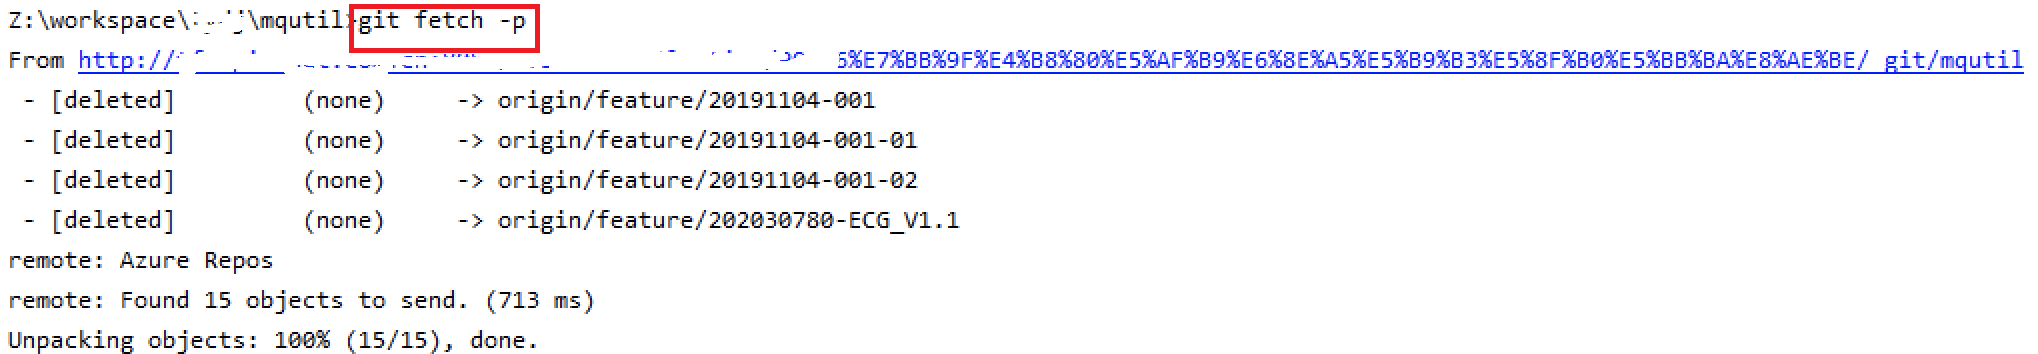 Z:\workspace\ \mqutil>git fetch -p
From http:// 5%E7%BB%9F%E4%B8%80%E5%AF%B9%E6%8E%A5%E5%B9%B3%E5%8F%B0%E5%BB%BA%E8%AE%BE/_git/mqutil
 - [deleted]         (none)     -> origin/feature/20191104-001
 - [deleted]         (none)     -> origin/feature/20191104-001-01
 - [deleted]         (none)     -> origin/feature/20191104-001-02
 - [deleted]         (none)     -> origin/feature/202030780-ECG_V1.1
remote: Azure Repos
remote: Found 15 objects to send. (713 ms)
Unpacking objects: 100% (15/15), done.